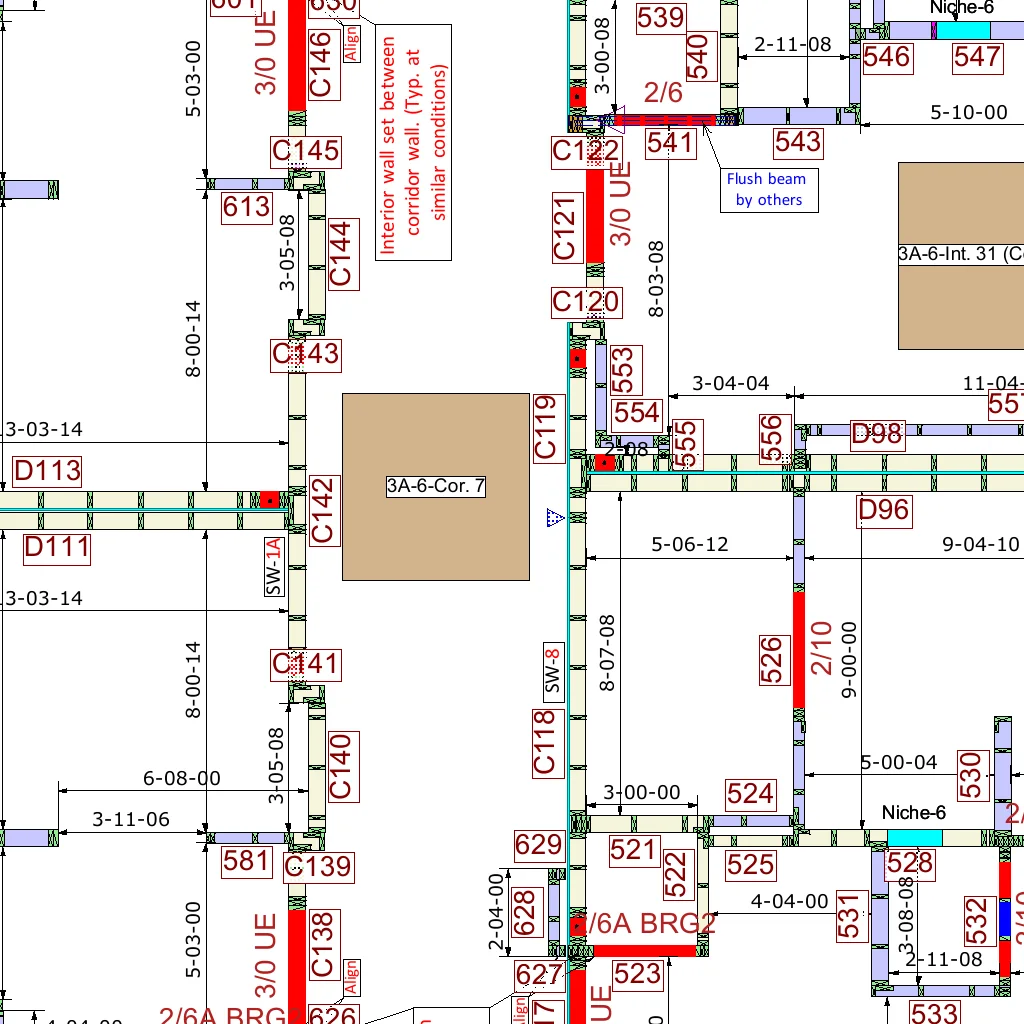 630
Niche-6
539
3/0 UE
C146
Align
5-03-00
3-00-08
540
2-11-08
546
547
Interior wall set between
corridor wall. (Typ. at
similar conditions)
2/6
5-10-00
C145
C122
541
543
Flush beam
by others
613
3-05-08
C144
C121
3/0 UE
8-03-08
3A-6-Int. 31
C120
8-00-14
C143
553
3-04-04
11-04-
557
554
C119
555
556
D98
2-08
3-03-14
D113
3A-6-Cor. 7
C142
D96
D111
SW-1A
5-06-12
9-04-10
3-03-14
8-07-08
526
2/10
9-00-00
C141
SW-8
8-00-14
C118
3-05-08
C140
6-08-00
5-00-04
530
3-00-00
524
3-11-06
Niche-6
629
521
525
528
581
C139
522
2-04-00
628
4-04-00
531
3-08-08
532
5-03-00
3/0 UE
C138
2/6A BRG2
2-11-08
Align
627
523
2/6A BRG
626
UE
533